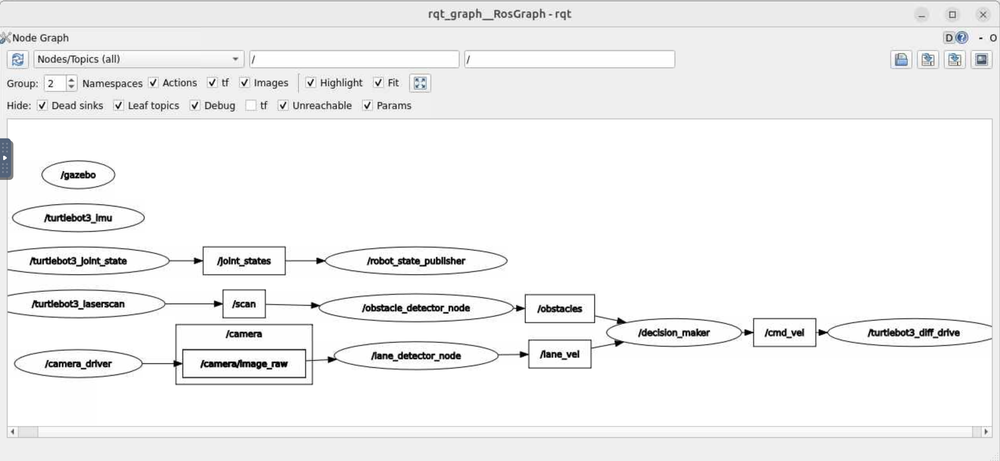 rqt_graph__RosGraph - rqt
Node Graph
D
- O
Nodes/Topics (all)
/
/
Group: 2 Namespaces Actions tf Images Highlight Fit
Hide: Dead sinks Leaf topics Debug tf Unreachable Params
/gazebo
/turtlebot3_imu
/turtlebot3_joint_state
/joint_states
/robot_state_publisher
/turtlebot3_laserscan
/scan
/obstacle_detector_node
/obstacles
/camera
/decision_maker
/cmd_vel
/turtlebot3_diff_drive
/camera_driver
/camera/image_raw
/lane_detector_node
/lane_vel